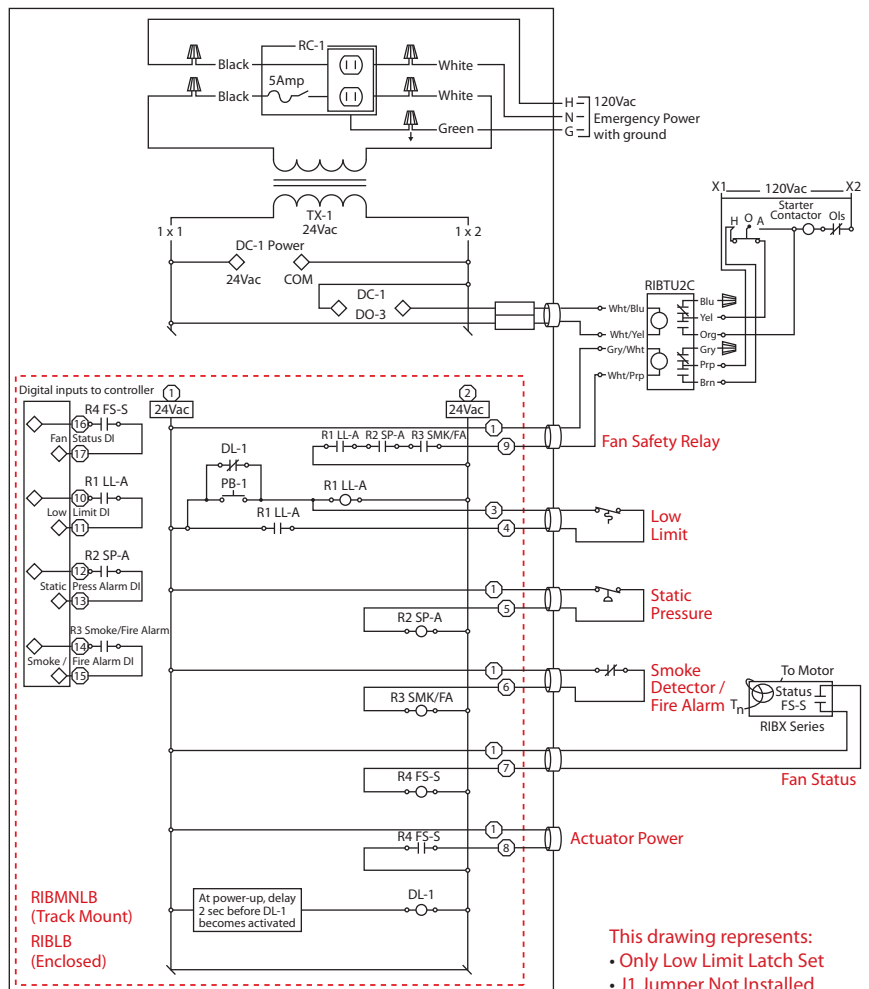 RC-1
Black
White
5Amp
Black
White
Green
H
N
G
120Vac
Emergency Power
with ground
TX-1
24Vac
1 x 1
1 x 2
DC-1 Power
24Vac
COM
DC-1
DO-3
X1
120Vac
X2
Starter
Contactor
Ols
H
O
A
RIBTU2C
Wht/Blu
Wht/Yel
Gry/Wht
Wht/Prp
Blu
Yel
Org
Gry
Prp
Brn
Digital inputs to controller
1
24Vac
2
24Vac
R4 FS-S
16
Fan Status DI
17
R1 LL-A
10
Low Limit DI
11
R2 SP-A
12
Static Press Alarm DI
13
R3 Smoke/Fire Alarm
14
Smoke / Fire Alarm DI
15
1
R1 LL-A R2 SP-A R3 SMK/FA
9
Fan Safety Relay
DL-1
PB-1
R1 LL-A
3
R1 LL-A
4
Low
Limit
1
5
R2 SP-A
Static
Pressure
1
6
R3 SMK/FA
Smoke
Detector /
Fire Alarm
To Motor
Status
FS-S
Tn
RIBX Series
1
7
R4 FS-S
Fan Status
1
R4 FS-S
8
Actuator Power
At power-up, delay
2 sec before DL-1
becomes activated
DL-1
RIBMNLB
(Track Mount)
RIBLB
(Enclosed)
This drawing represents:
• Only Low Limit Latch Set
• J1 Jumper Not Installed